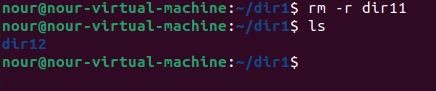 nour@nour-virtual-machine:~/dir1$ rm -r dir11
nour@nour-virtual-machine:~/dir1$ ls
dir12
nour@nour-virtual-machine:~/dir1$